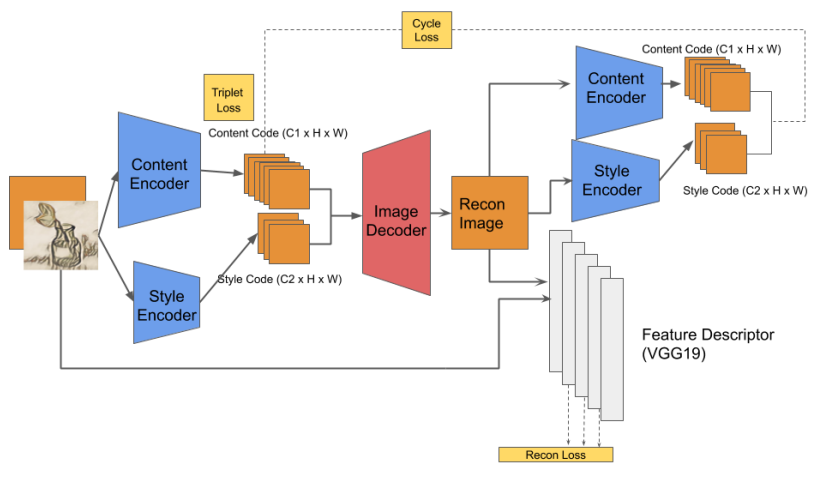 Cycle
Loss
Content Code (C1 x H x W)
Triplet
Loss
Content
Encoder
Content Code (C1 x H x W)
Content
Encoder
Style
Encoder
Style Code (C2 x H x W)
Image
Decoder
Recon
Image
Style Code (C2 x H x W)
Style
Encoder
Feature Descriptor
(VGG19)
Recon Loss